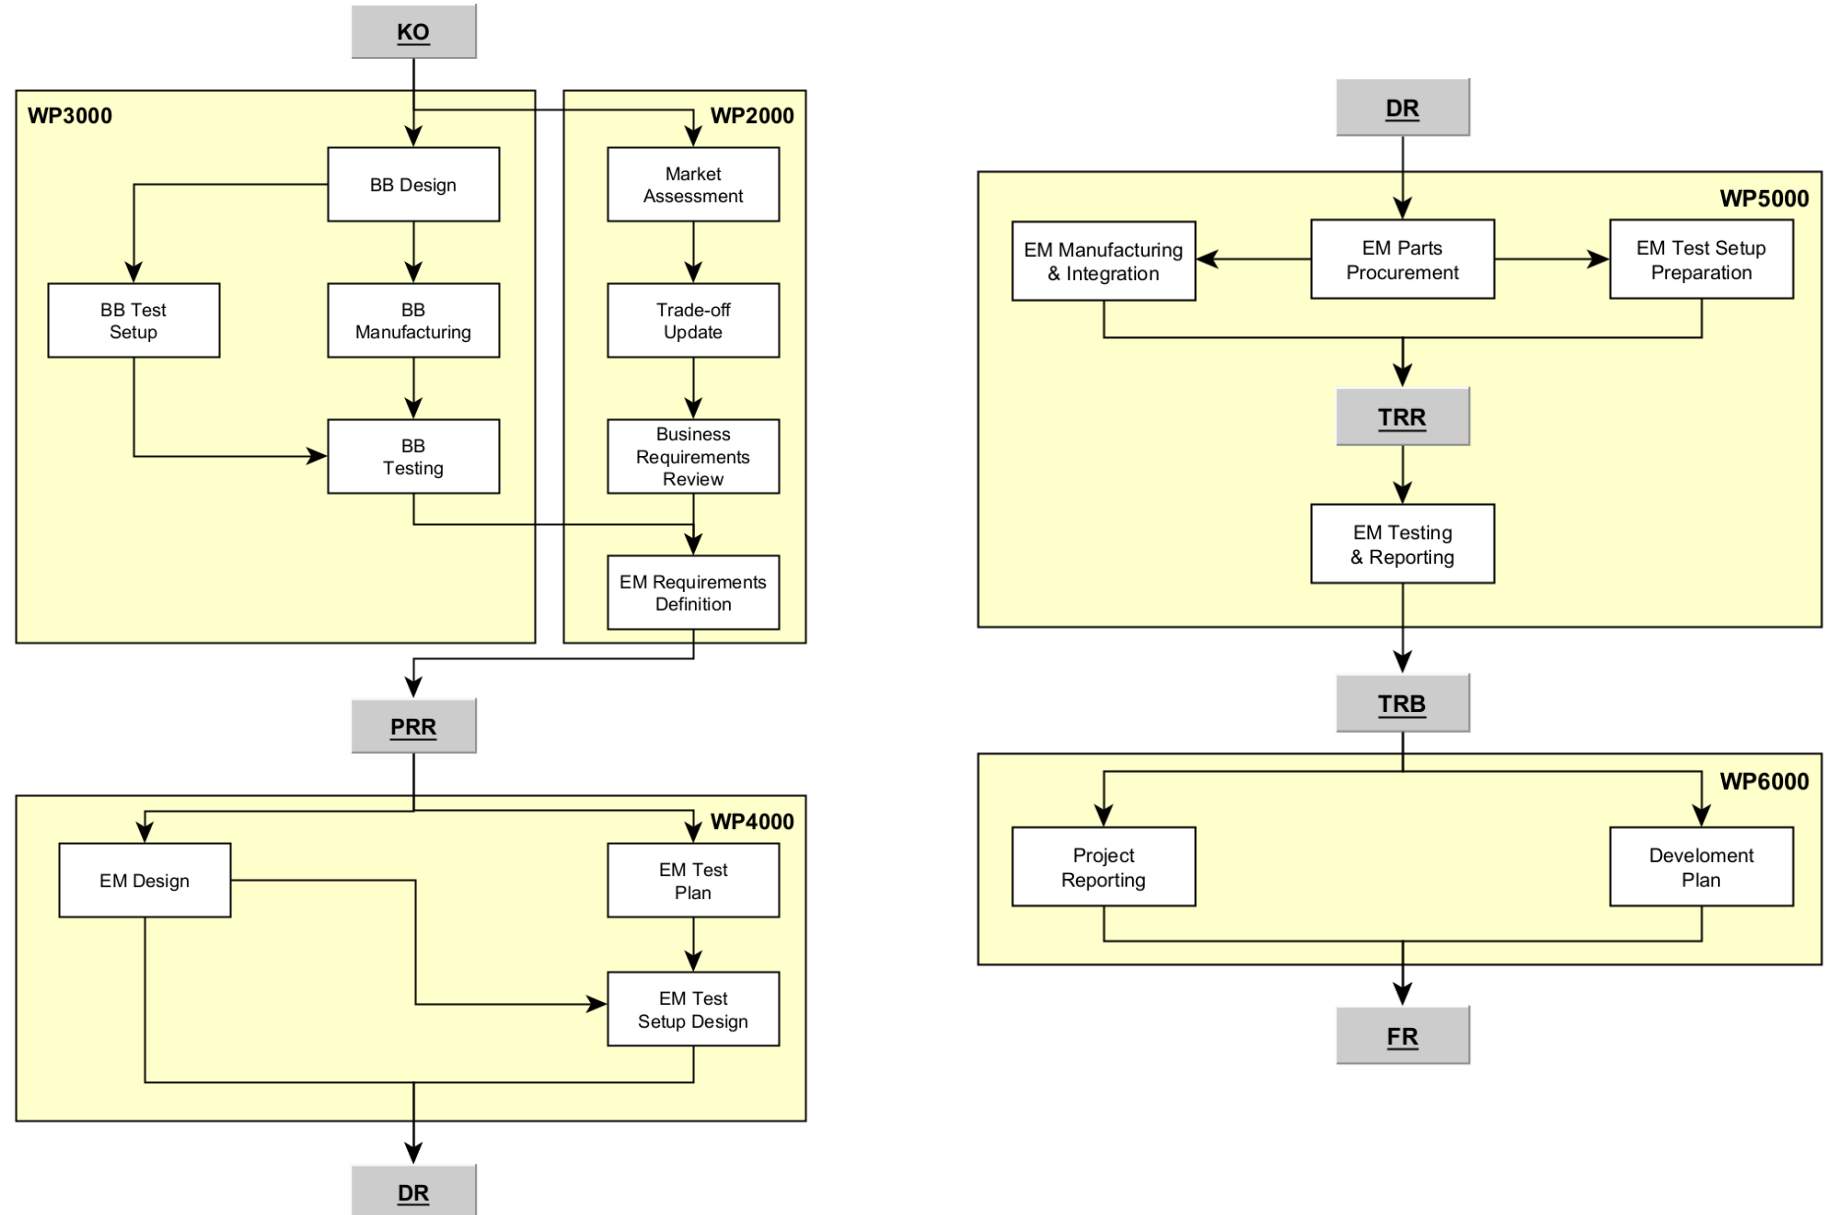 KO
WP3000
WP2000
BB Design
Market
Assessment
BB Test
Setup
BB
Manufacturing
Trade-off
Update
BB
Testing
Business
Requirements
Review
EM Requirements
Definition
PRR
WP4000
EM Design
EM Test
Plan
EM Test
Setup Design
DR
DR
WP5000
EM Manufacturing
& Integration
EM Parts
Procurement
EM Test Setup
Preparation
TRR
EM Testing
& Reporting
TRB
WP6000
Project
Reporting
Develoment
Plan
FR